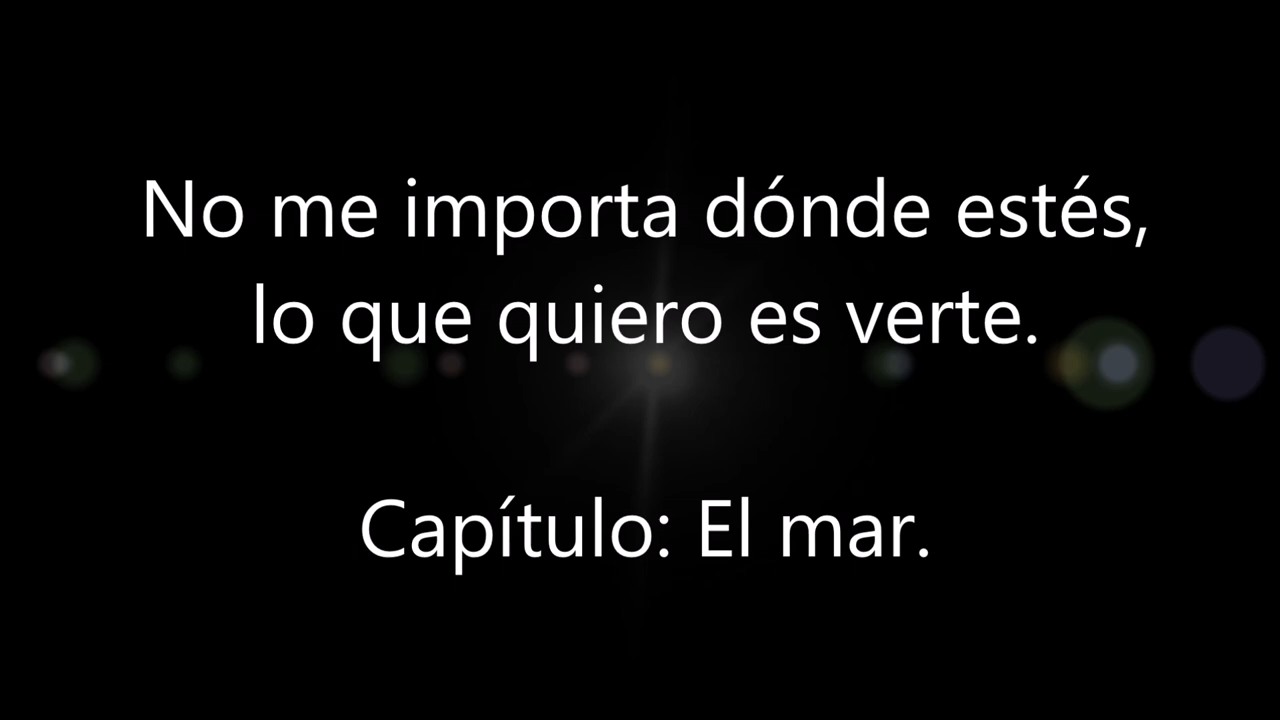 No me importa dónde estés,
lo que quiero es verte.
Capítulo: El mar.